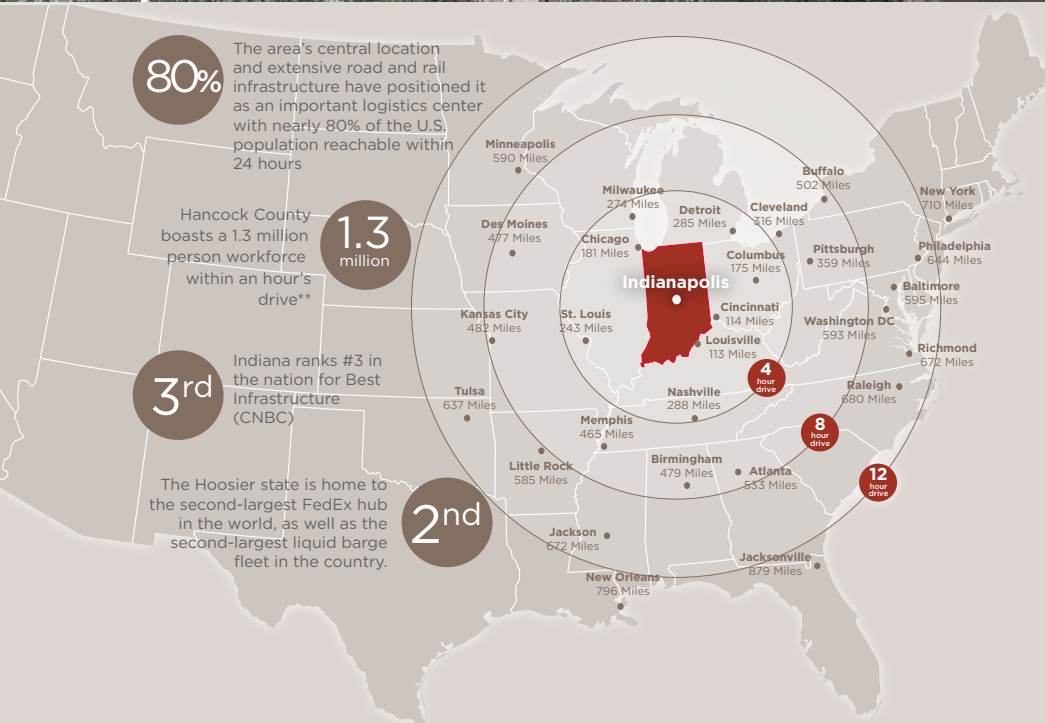 80%
The area's central location
and extensive road and rail
infrastructure have positioned it
as an important logistics center
with nearly 80% of the U.S.
population reachable within
24 hours
Hancock County
boasts a 1.3 million
person workforce
within an hour's
drive**
1.3
million
3rd
Indiana ranks #3 in
the nation for Best
Infrastructure
(CNBC)
The Hoosier state is home to
the second-largest FedEx hub
in the world, as well as the
second-largest liquid barge
fleet in the country.
2nd
Minneapolis
590 Miles
Milwaukee
274 Miles
Detroit
285 Miles
Cleveland
316 Miles
Buffalo
502 Miles
New York
710 Miles
Des Moines
477 Miles
Chicago
181 Miles
Columbus
175 Miles
Pittsburgh
359 Miles
Philadelphia
644 Miles
Indianapolis
Baltimore
595 Miles
Kansas City
482 Miles
St. Louis
243 Miles
Cincinnati
114 Miles
Washington DC
593 Miles
Louisville
113 Miles
Richmond
672 Miles
4
hour
drive
Tulsa
637 Miles
Nashville
288 Miles
Raleigh
680 Miles
Memphis
465 Miles
8
hour
drive
Little Rock
585 Miles
Birmingham
479 Miles
Atlanta
533 Miles
12
hour
drive
Jackson
672 Miles
Jacksonville
879 Miles
New Orleans
796 Miles